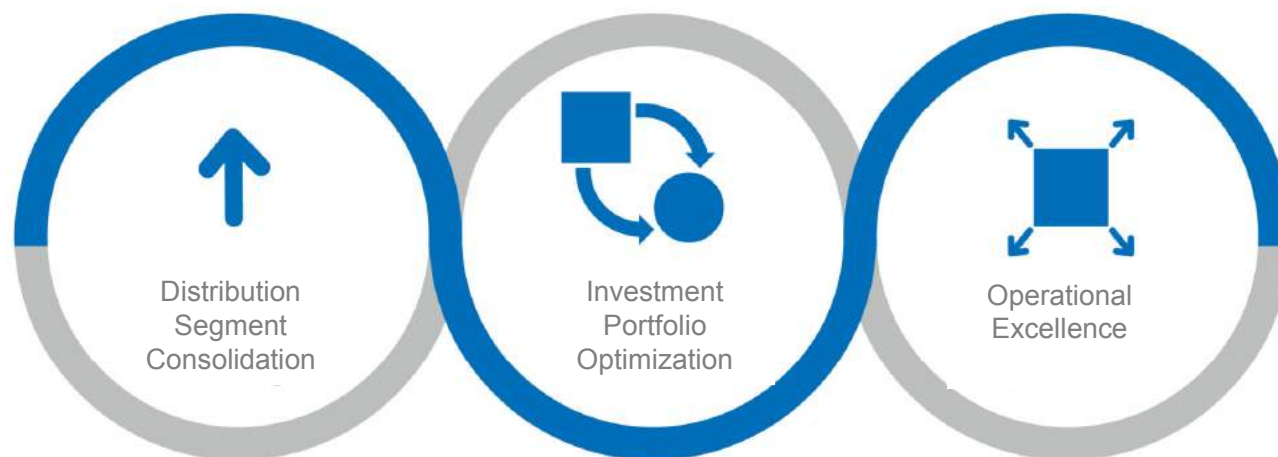 Distribution
Segment
Consolidation
Investment
Portfolio
Optimization
Operational
Excellence